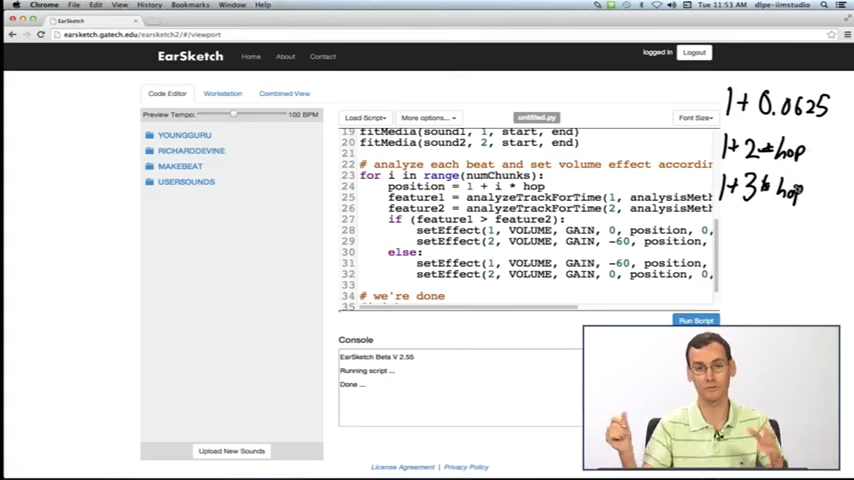 Chrome File Edit View History Bookmarks Window Help
Tue 11:53 AM dlpe-iimstudio
EarSketch
earsketch.gatech.edu/earsketch2/#/viewport
EarSketch Home About Contact logged in Logout
Code Editor Workstation Combined View
Preview Tempo: 100 BPM
YOUNGGURU
RICHARDDEVINE
MAKEBEAT
USERSOUNDS
Upload New Sounds
Load Script More options... untitled.py Font Size
19 fitMedia(sound1, 1, start, end)
20 fitMedia(sound2, 2, start, end)
21
22 # analyze each beat and set volume effect accordin
23 for i in range(numChunks):
24 position = 1 + i * hop
25 feature1 = analyzeTrackForTime(1, analysisMeth
26 feature2 = analyzeTrackForTime(2, analysisMeth
27 if (feature1 > feature2):
28 setEffect(1, VOLUME, GAIN, 0, position, 0,
29 setEffect(2, VOLUME, GAIN, -60, position,
30 else:
31 setEffect(1, VOLUME, GAIN, -60, position,
32 setEffect(2, VOLUME, GAIN, 0, position, 0,
33
34 # we're done
35
Run Script
Console
EarSketch Beta V 2.55
Running script ...
Done ...
License Agreement | Privacy Policy
1 + 0.0625
1 + 2 * hop
1 + 3 * hop